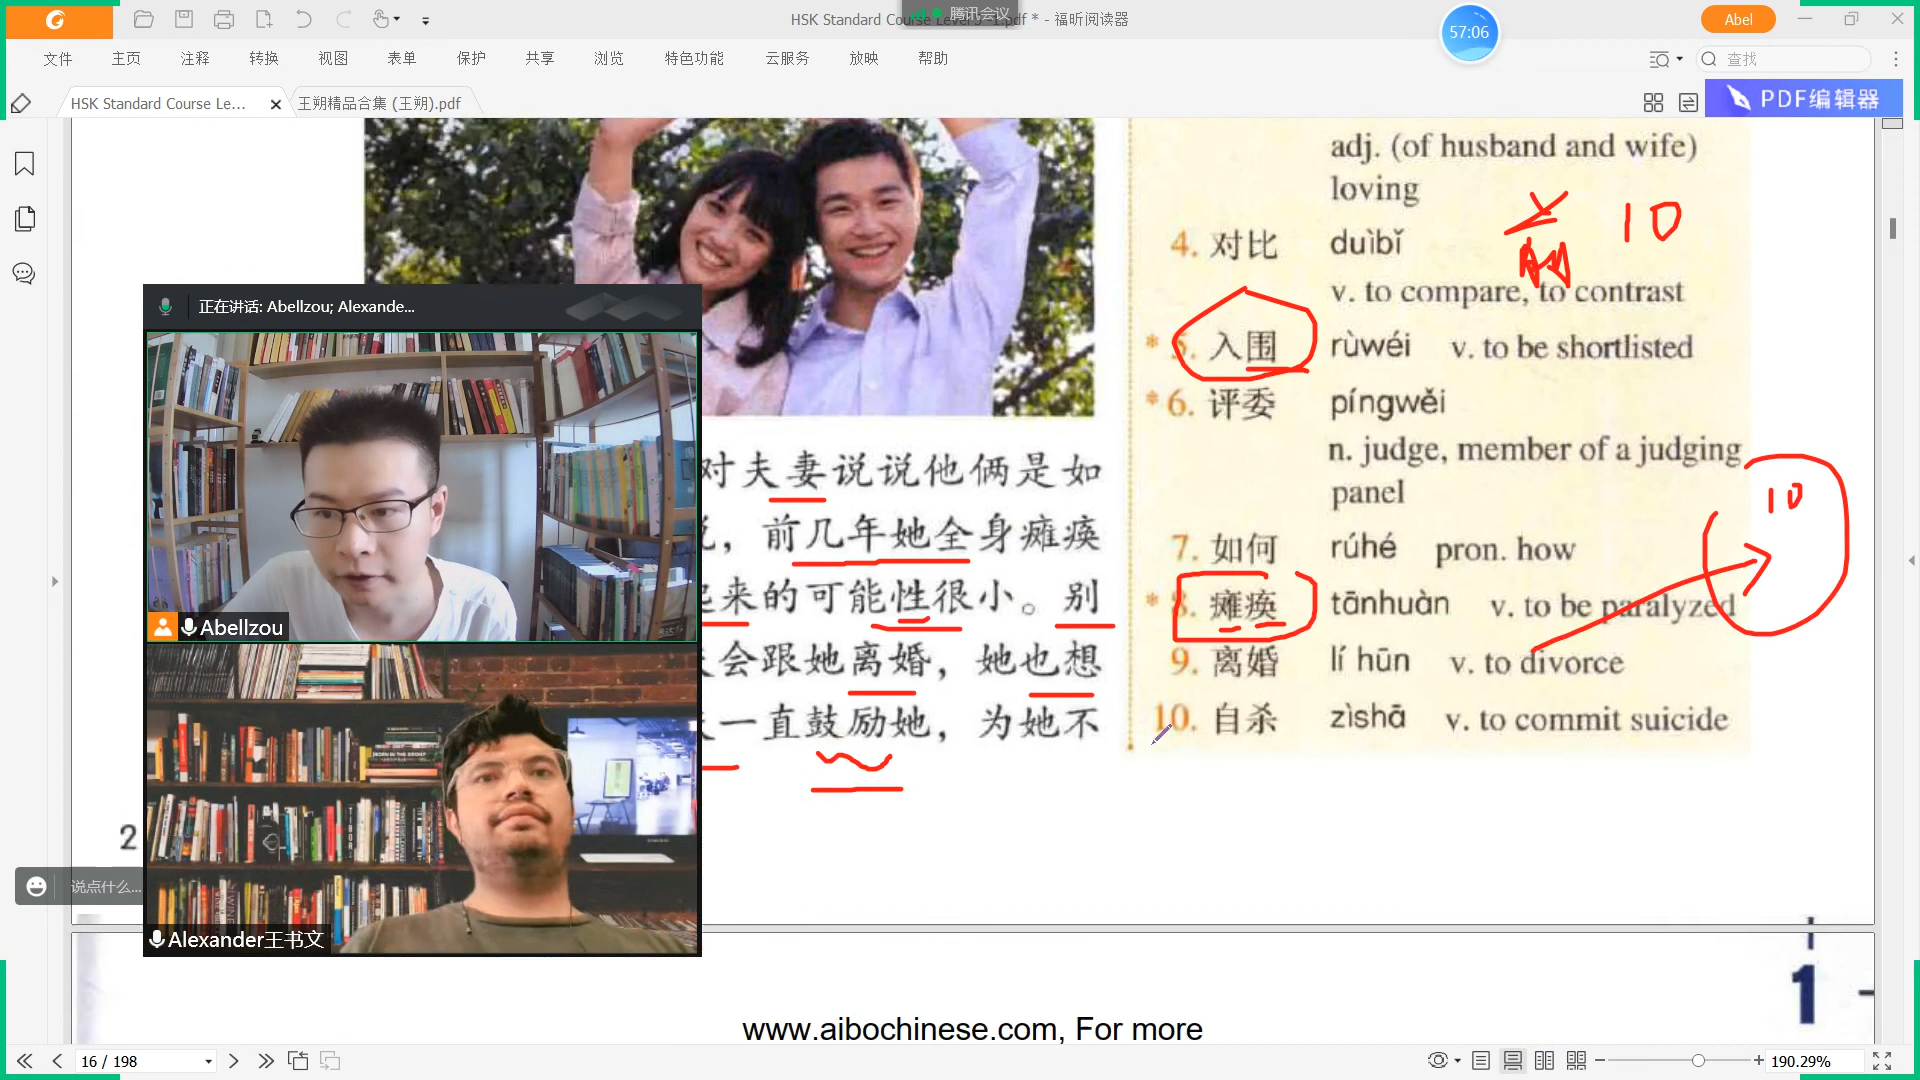 HSK Standard Course Level 5-1.pdf * - 福昕阅读器
腾讯会议
57:06
Abel
文件 主页 注释 转换 视图 表单 保护 共享 浏览 特色功能 云服务 放映 帮助
查找
HSK Standard Course Le...
王朔精品合集 (王朔).pdf
PDF编辑器
adj. (of husband and wife)
loving
10
4. 对比 duìbǐ
v. to compare, to contrast
* 5. 入围 rùwéi v. to be shortlisted
* 6. 评委 píngwěi
n. judge, member of a judging
panel
10
7. 如何 rúhé pron. how
* 8. 瘫痪 tānhuàn v. to be paralyzed
9. 离婚 lí hūn v. to divorce
10. 自杀 zìshā v. to commit suicide
正在讲话: Abellzou; Alexande...
Abellzou
Alexander王书文
对夫妻说说他俩是如
，前几年她全身瘫痪
起来的可能性很小。别
会跟她离婚，她也想
一直鼓励她，为她不
2
说点什么...
1
www.aibochinese.com, For more
16 / 198
190.29%